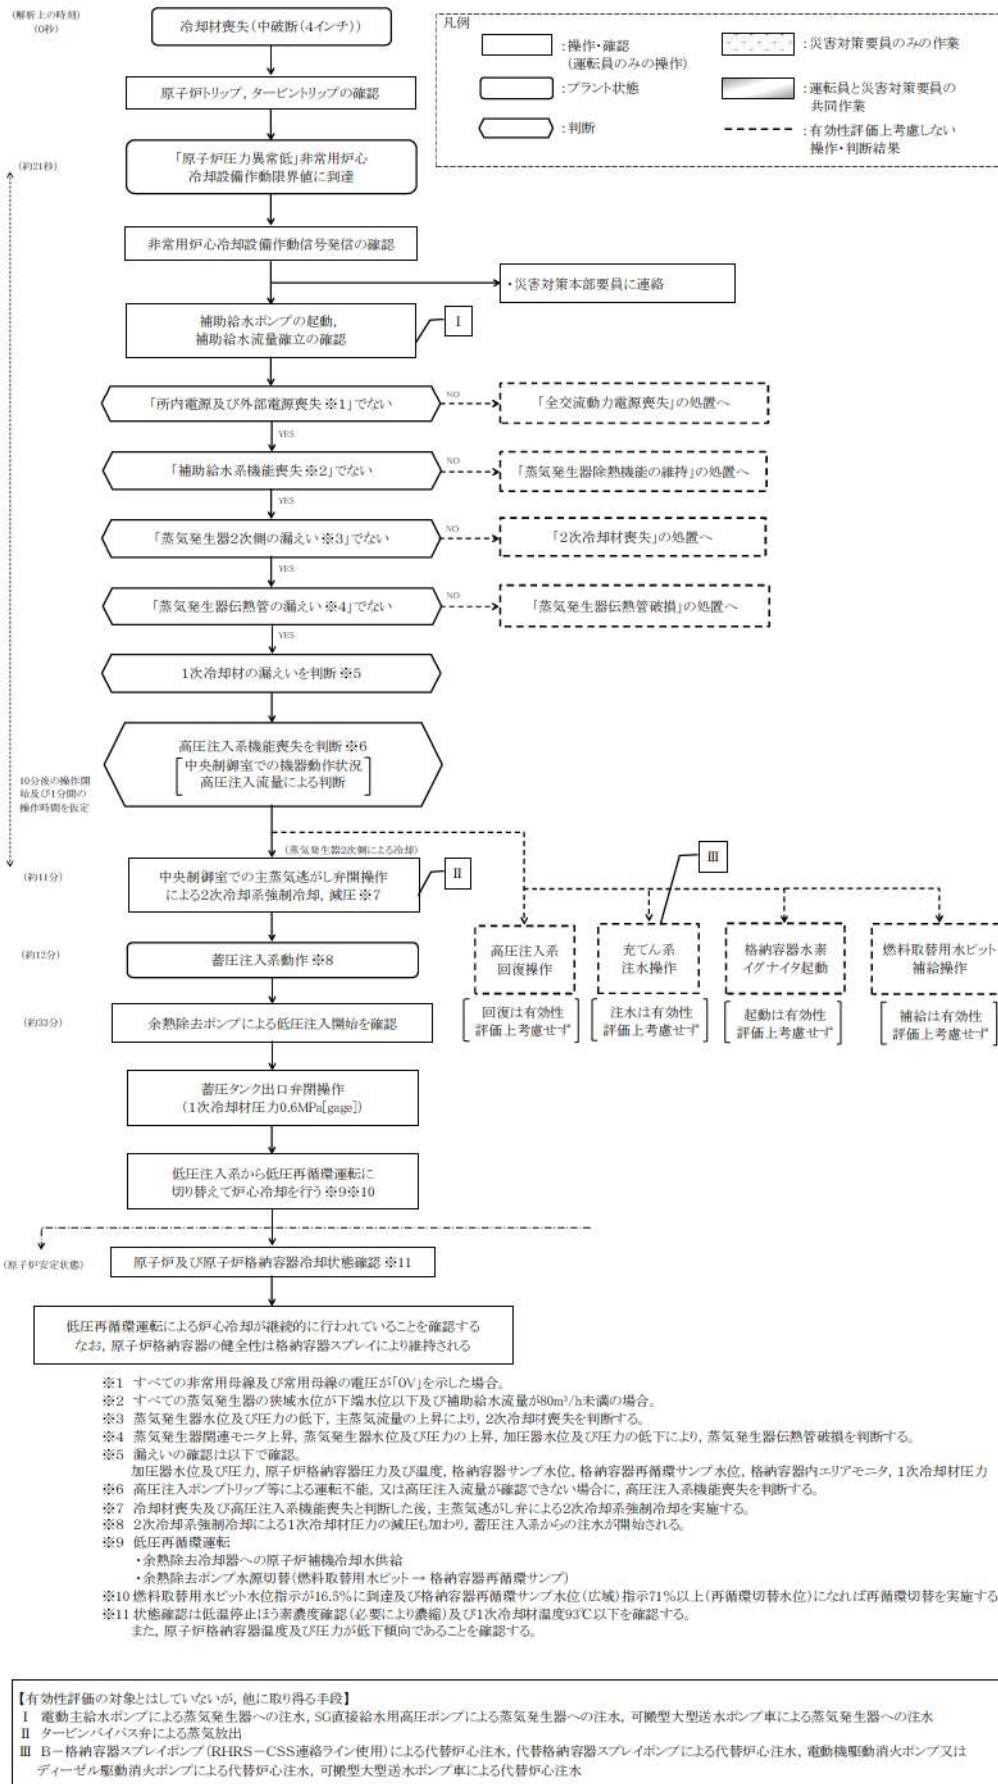 (解析上の時刻)
(0秒)
冷却材喪失(中破断(4インチ))
凡例
:操作・確認
(運転員のみの操作)
:プラント状態
:判断
:災害対策要員のみの作業
:運転員と災害対策要員の
共同作業
:有効性評価上考慮しない
操作・判断結果
原子炉トリップ，タービントリップの確認
(約21秒)
「原子炉圧力異常低」非常用炉心
冷却設備作動限界値に到達
非常用炉心冷却設備作動信号発信の確認
・災害対策本部要員に連絡
補助給水ポンプの起動，
補助給水流量確立の確認
Ⅰ
「所内電源及び外部電源喪失※1」でない
NO
「全交流動力電源喪失」の処置へ
YES
「補助給水系機能喪失※2」でない
NO
「蒸気発生器除熱機能の維持」の処置へ
YES
「蒸気発生器2次側の漏えい※3」でない
NO
「2次冷却材喪失」の処置へ
YES
「蒸気発生器伝熱管の漏えい※4」でない
NO
「蒸気発生器伝熱管破損」の処置へ
YES
1次冷却材の漏えいを判断※5
高圧注入系機能喪失を判断※6
中央制御室での機器動作状況
高圧注入流量による判断
10分後の操作開
始及び1分間の
操作時間を仮定
(蒸気発生器2次側による冷却)
(約11分)
中央制御室での主蒸気逃がし弁開操作
による2次冷却系強制冷却，減圧※7
Ⅱ
Ⅲ
(約12分)
蓄圧注入系動作※8
高圧注入系
回復操作
充てん系
注水操作
格納容器水素
イグナイタ起動
燃料取替用水ピット
補給操作
回復は有効性
評価上考慮せず
注水は有効性
評価上考慮せず
起動は有効性
評価上考慮せず
補給は有効性
評価上考慮せず
(約33分)
余熱除去ポンプによる低圧注入開始を確認
蓄圧タンク出口弁閉操作
(1次冷却材圧力0.6MPa[gage])
低圧注入系から低圧再循環運転に
切り替えて炉心冷却を行う※9※10
(原子炉安定状態)
原子炉及び原子炉格納容器冷却状態確認※11
低圧再循環運転による炉心冷却が継続的に行われていることを確認する
なお，原子炉格納容器の健全性は格納容器スプレイにより維持される
※1 すべての非常用母線及び常用母線の電圧が「0V」を示した場合。
※2 すべての蒸気発生器の狭域水位が下端水位以下及び補助給水流量が80m³/h未満の場合。
※3 蒸気発生器水位及び圧力の低下，主蒸気流量の上昇により，2次冷却材喪失を判断する。
※4 蒸気発生器関連モニタ上昇，蒸気発生器水位及び圧力の上昇，加圧器水位及び圧力の低下により，蒸気発生器伝熱管破損を判断する。
※5 漏えいの確認は以下で確認。
加圧器水位及び圧力，原子炉格納容器圧力及び温度，格納容器サンプ水位，格納容器再循環サンプ水位，格納容器内エリアモニタ，1次冷却材圧力
※6 高圧注入ポンプトリップ等による運転不能，又は高圧注入流量が確認できない場合に，高圧注入系機能喪失を判断する。
※7 冷却材喪失及び高圧注入系機能喪失と判断した後，主蒸気逃がし弁による2次冷却系強制冷却を実施する。
※8 2次冷却系強制冷却による1次冷却材圧力の減圧も加わり，蓄圧注入系からの注水が開始される。
※9 低圧再循環運転
・余熱除去冷却器への原子炉補機冷却水供給
・余熱除去ポンプ水源切替(燃料取替用水ピット → 格納容器再循環サンプ)
※10 燃料取替用水ピット水位指示が16.5%に到達及び格納容器再循環サンプ水位(広域)指示71%以上(再循環切替水位)になれば再循環切替を実施する。
※11 状態確認は低温停止ほう素濃度確認(必要により濃縮)及び1次冷却材温度93℃以下を確認する。
また，原子炉格納容器温度及び圧力が低下傾向であることを確認する。
【有効性評価の対象とはしていないが，他に取り得る手段】
Ⅰ 電動主給水ポンプによる蒸気発生器への注水，SG直接給水用高圧ポンプによる蒸気発生器への注水，可搬型大型送水ポンプ車による蒸気発生器への注水
Ⅱ タービンバイパス弁による蒸気放出
Ⅲ B－格納容器スプレイポンプ(RHRS－CSS連絡ライン使用)による代替炉心注水，代替格納容器スプレイポンプによる代替炉心注水，電動機駆動消火ポンプ又は
ディーゼル駆動消火ポンプによる代替炉心注水，可搬型大型送水ポンプ車による代替炉心注水